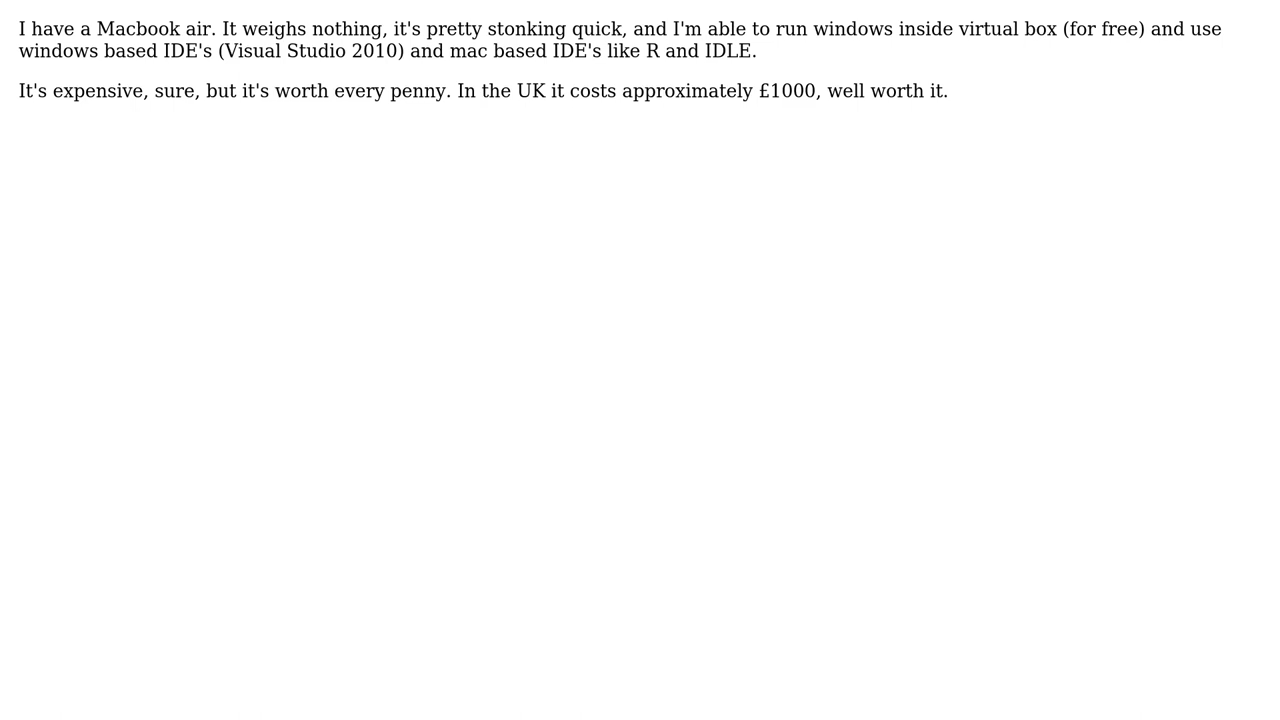 I have a Macbook air. It weighs nothing, it's pretty stonking quick, and I'm able to run windows inside virtual box (for free) and use
windows based IDE's (Visual Studio 2010) and mac based IDE's like R and IDLE.
It's expensive, sure, but it's worth every penny. In the UK it costs approximately £1000, well worth it.